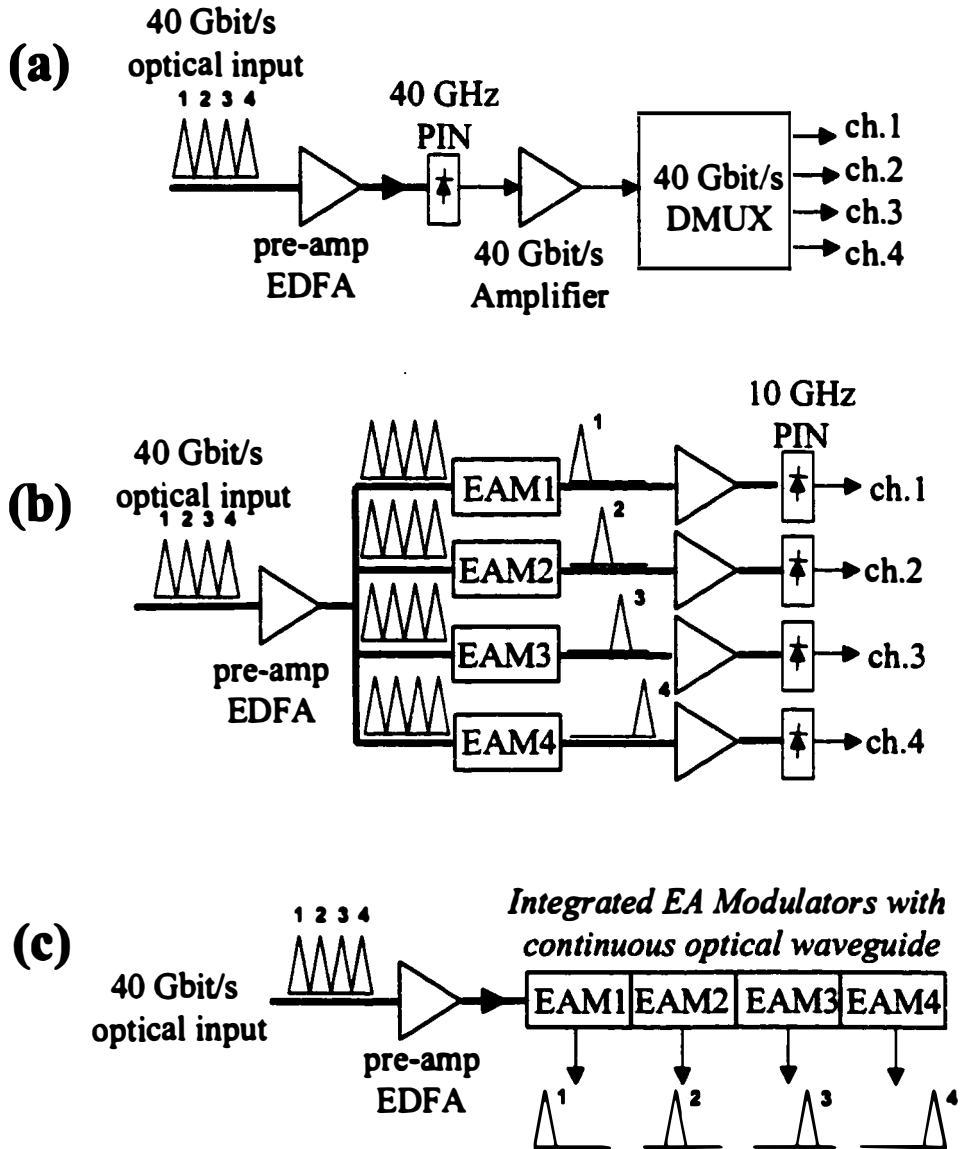 (a)
40 Gbit/s
optical input
1 2 3 4
pre-amp
EDFA
40 GHz
PIN
40 Gbit/s
Amplifier
40 Gbit/s
DMUX
ch.1
ch.2
ch.3
ch.4
(b)
40 Gbit/s
optical input
1 2 3 4
pre-amp
EDFA
EAM1
EAM2
EAM3
EAM4
1
2
3
4
10 GHz
PIN
ch.1
ch.2
ch.3
ch.4
(c)
40 Gbit/s
optical input
1 2 3 4
pre-amp
EDFA
Integrated EA Modulators with
continuous optical waveguide
EAM1 EAM2 EAM3 EAM4
1 2 3 4